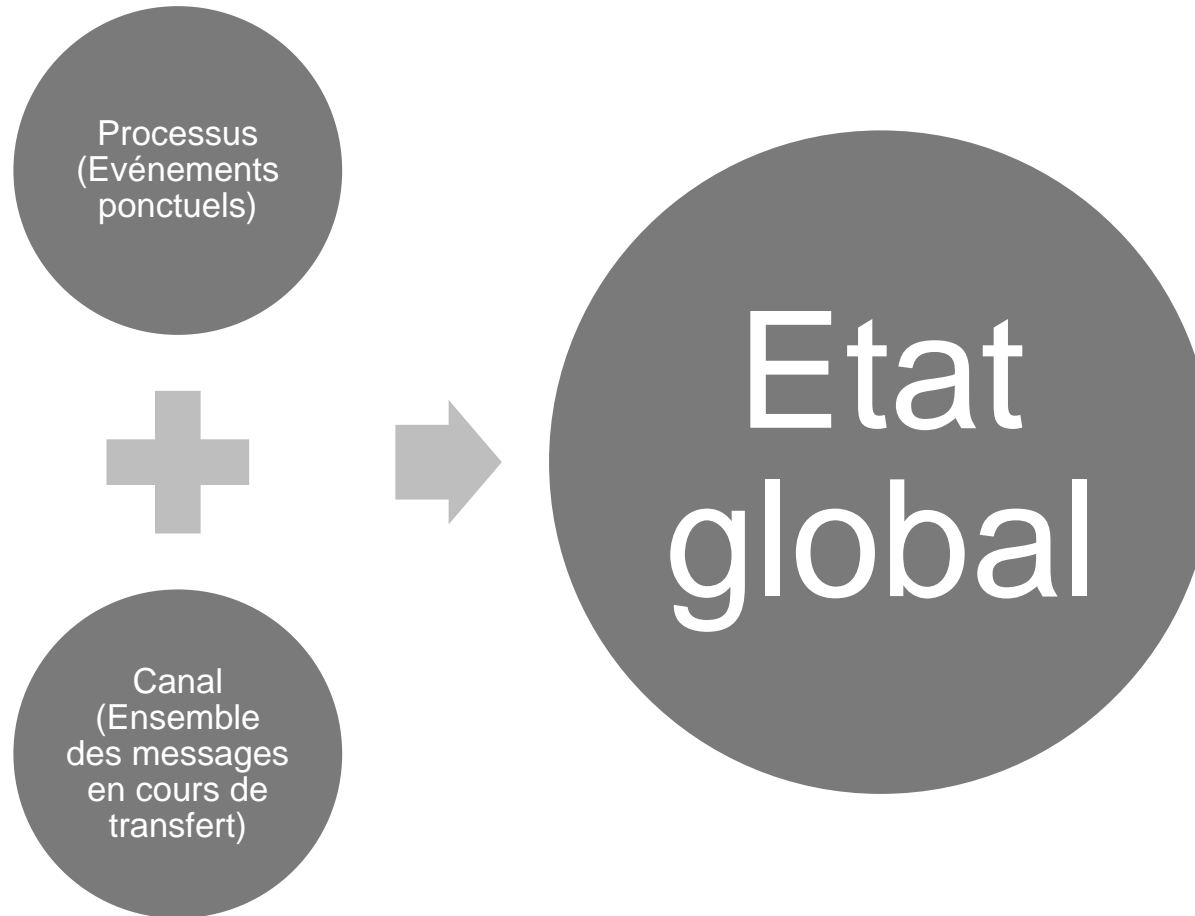 Processus
(Evénements
ponctuels)
Canal
(Ensemble
des messages
en cours de
transfert)
Etat
global